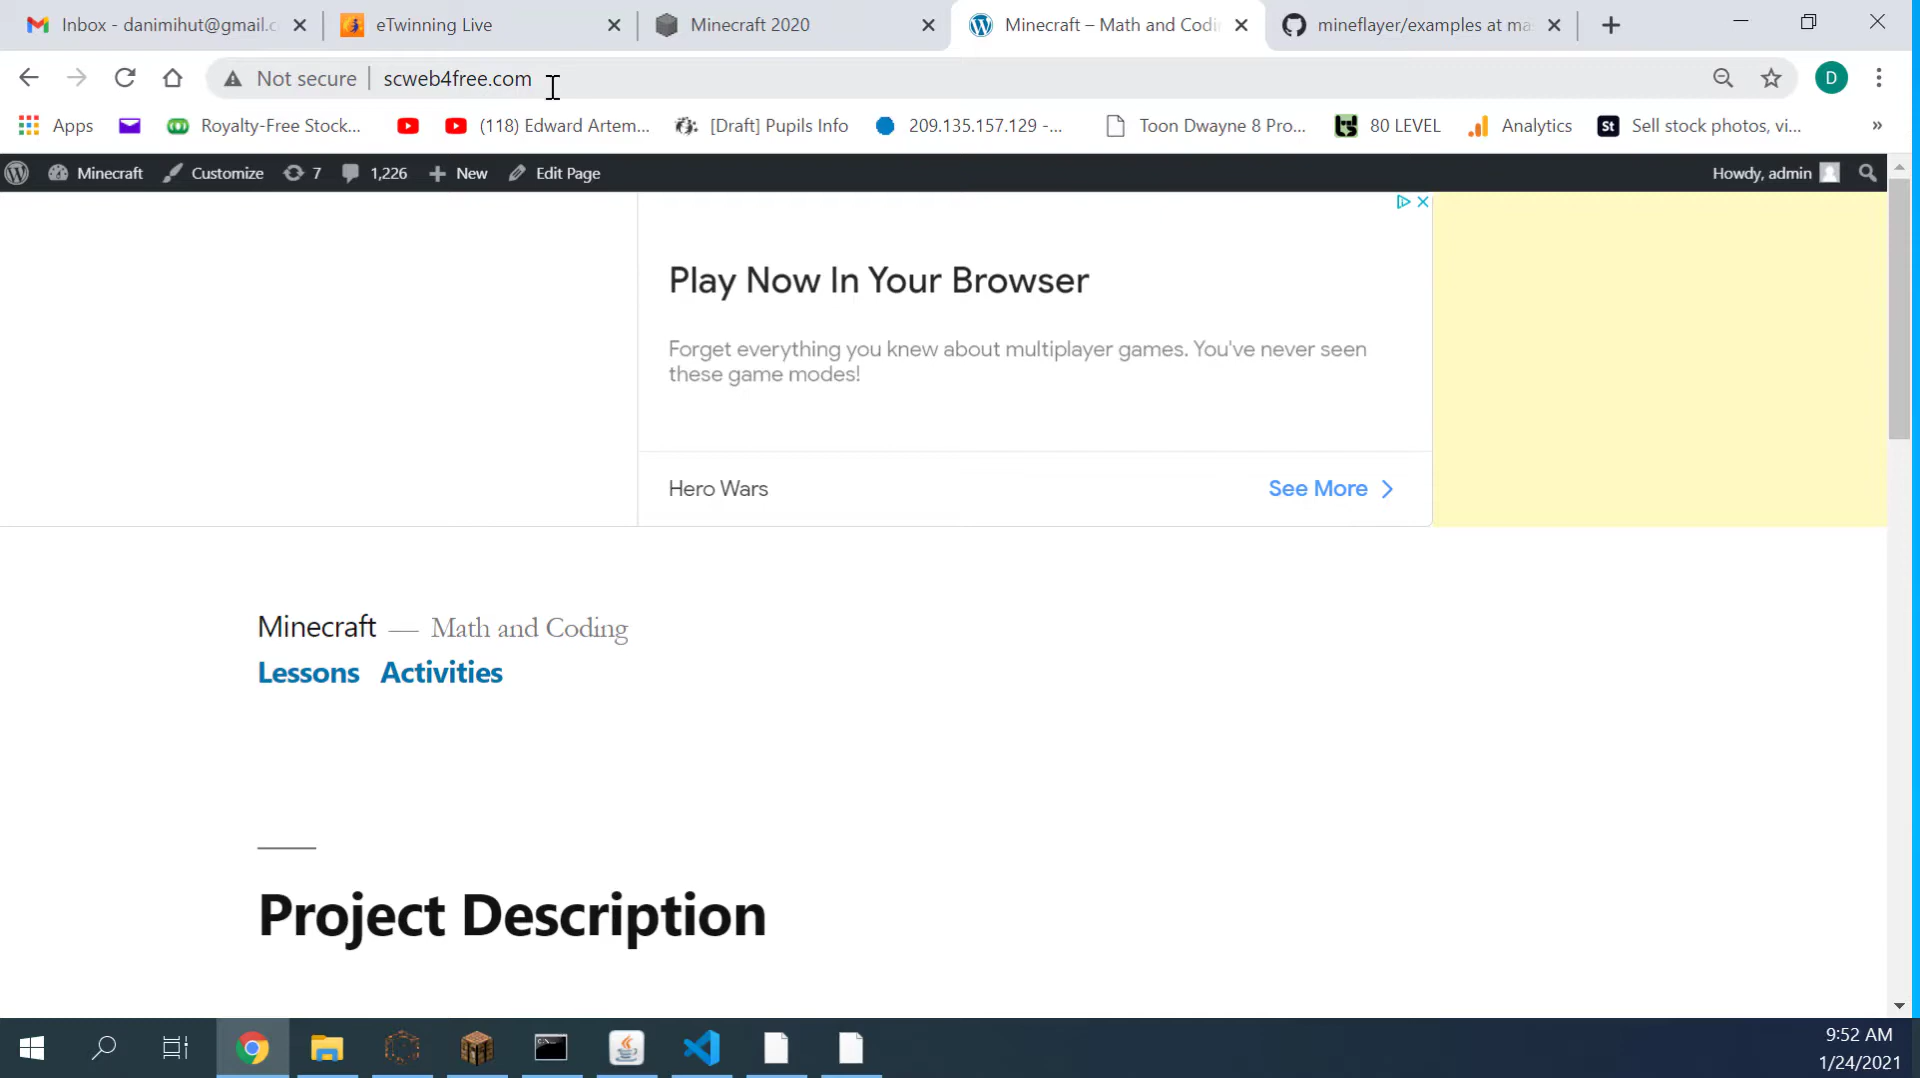 Inbox - danimihut@gmail.c
eTwinning Live
Minecraft 2020
Minecraft – Math and Codi
mineflayer/examples at ma
Not secure
scweb4free.com
D
Apps
Royalty-Free Stock...
(118) Edward Artem...
[Draft] Pupils Info
209.135.157.129 -...
Toon Dwayne 8 Pro...
80 LEVEL
Analytics
St
Sell stock photos, vi...
»
Minecraft
Customize
7
1,226
New
Edit Page
Howdy, admin
Play Now In Your Browser
Forget everything you knew about multiplayer games. You've never seen
these game modes!
Hero Wars
See More
Minecraft — Math and Coding
Lessons Activities
Project Description
9:52 AM
1/24/2021